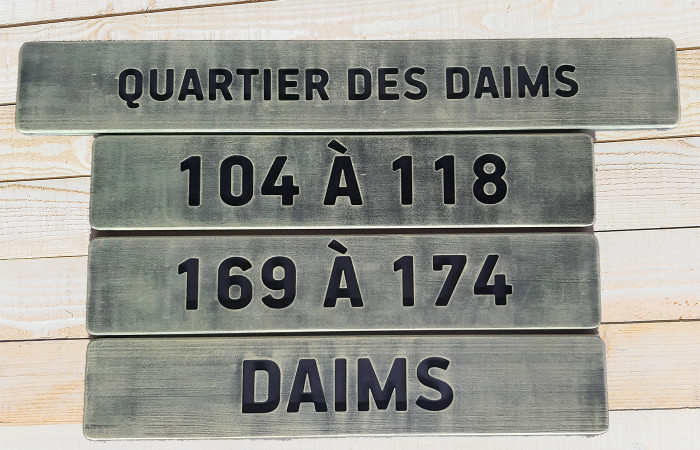 QUARTIER DES DAIMS
104 À 118
169 À 174
DAIMS